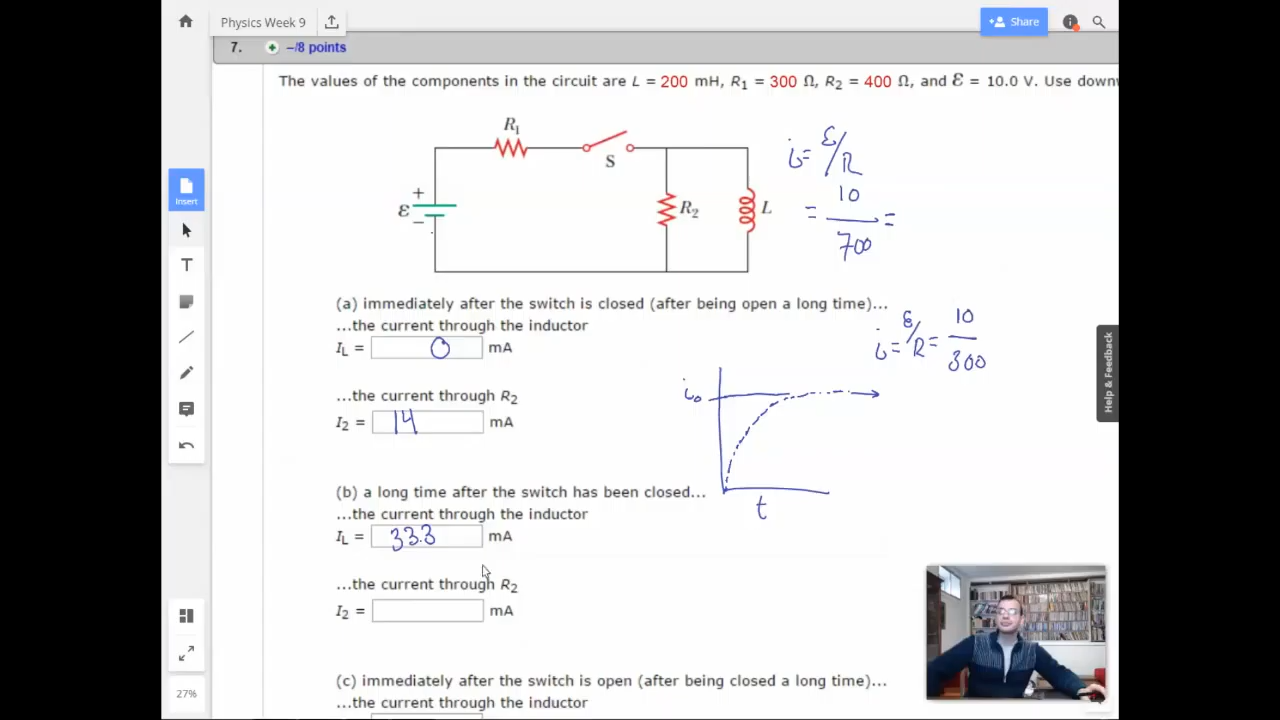 Physics Week 9
Share
7. –/8 points
The values of the components in the circuit are L = 200 mH, R1 = 300 Ω, R2 = 400 Ω, and Ɛ = 10.0 V. Use down
R1
S
+
ε
−
R2
L
i = ε/R
= 10/700 =
Insert
T
(a) immediately after the switch is closed (after being open a long time)...
...the current through the inductor
IL = 0 mA
i = ε/R = 10/300
...the current through R2
I2 = 14 mA
i0
t
Help & Feedback
(b) a long time after the switch has been closed...
...the current through the inductor
IL = 33.3 mA
...the current through R2
I2 = mA
(c) immediately after the switch is open (after being closed a long time)...
...the current through the inductor
27%